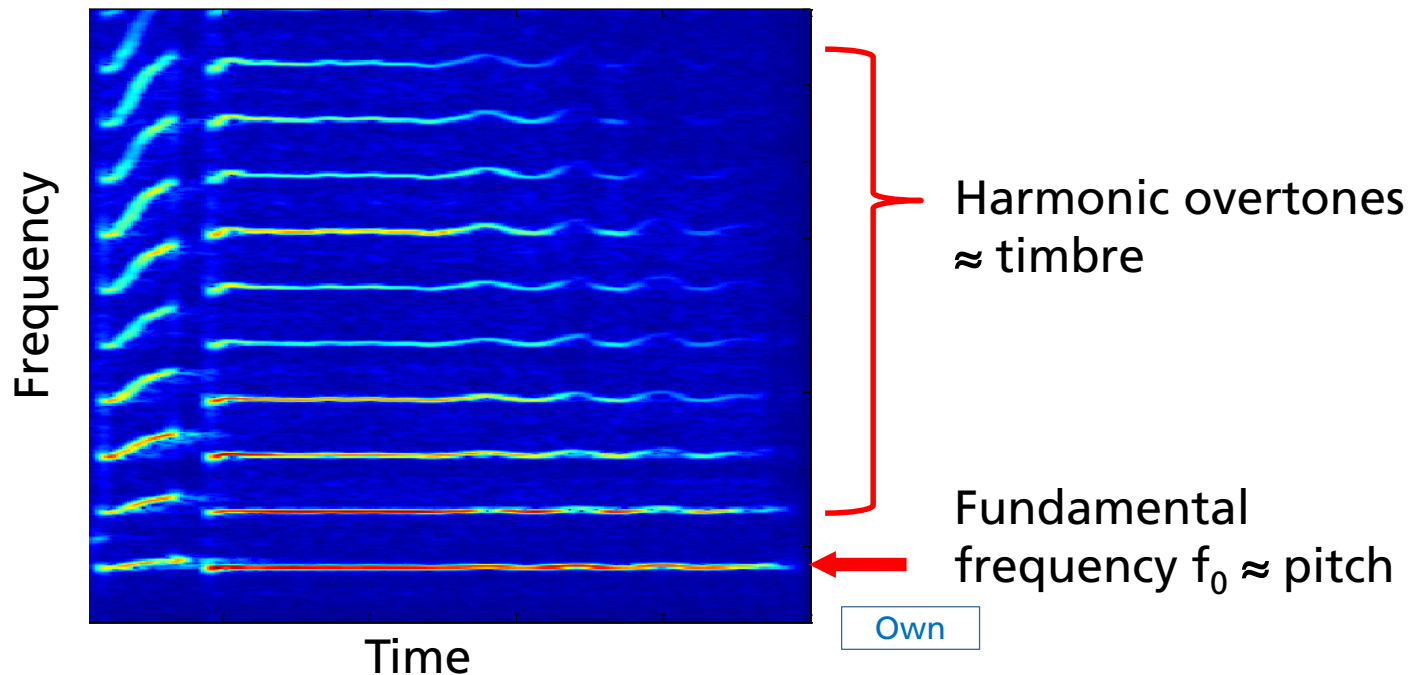 Frequency
Time
Harmonic overtones
≈ timbre
Fundamental
frequency f₀ ≈ pitch
Own